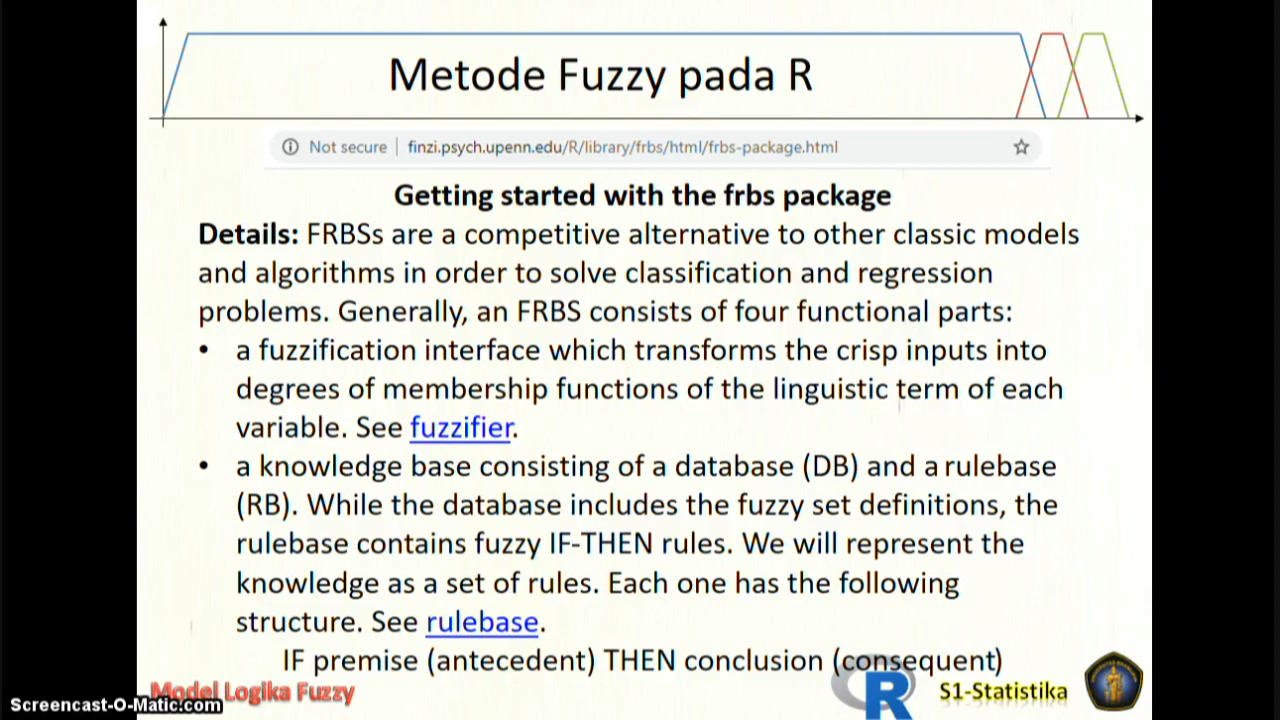 Metode Fuzzy pada R
Not secure | finzi.psych.upenn.edu/R/library/frbs/html/frbs-package.html
Getting started with the frbs package
Details: FRBSs are a competitive alternative to other classic models
and algorithms in order to solve classification and regression
problems. Generally, an FRBS consists of four functional parts:
• a fuzzification interface which transforms the crisp inputs into
degrees of membership functions of the linguistic term of each
variable. See fuzzifier.
• a knowledge base consisting of a database (DB) and a rulebase
(RB). While the database includes the fuzzy set definitions, the
rulebase contains fuzzy IF-THEN rules. We will represent the
knowledge as a set of rules. Each one has the following
structure. See rulebase.
IF premise (antecedent) THEN conclusion (consequent)
Model Logika Fuzzy
R
S1-Statistika
Screencast-O-Matic.com